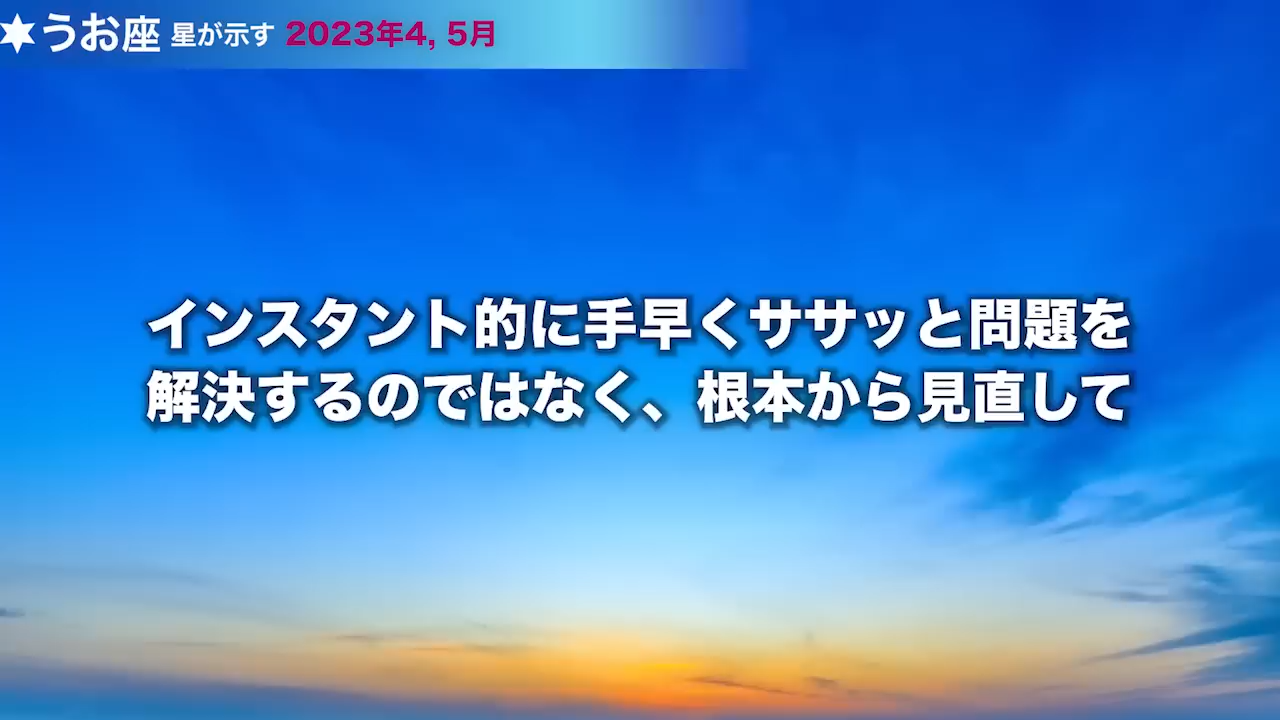 ★うお座 星が示す 2023年4, 5月
インスタント的に手早くササッと問題を
解決するのではなく、根本から見直して